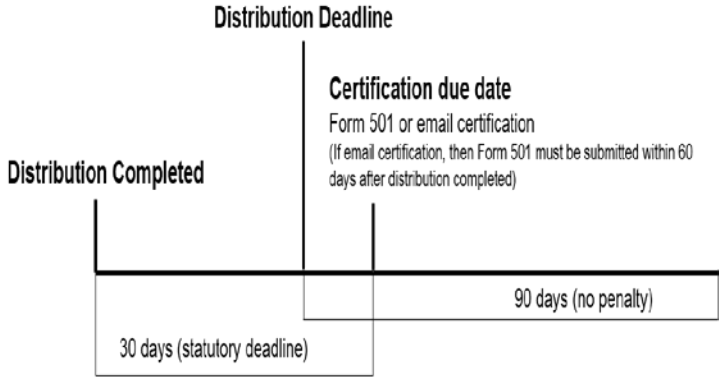 Distribution Deadline
Certification due date
Form 501 or email certification
(If email certification, then Form 501 must be submitted within 60
days after distribution completed)
Distribution Completed
90 days (no penalty)
30 days (statutory deadline)